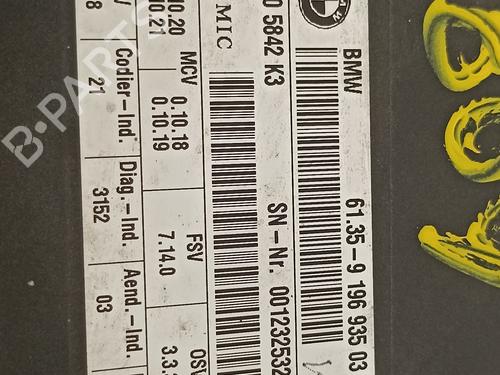 BMW 61.35-9 196 935 03
0 5842 K3 SN-Nr. 001232532
MIC
0.20 MCV 0.10.18 FSV OSV
0.10.21 0.10.19 7.14.0 3.3.
8 Codier-Ind. Diag.-Ind. Aend.-Ind.
21 3152 03
B-PARTS